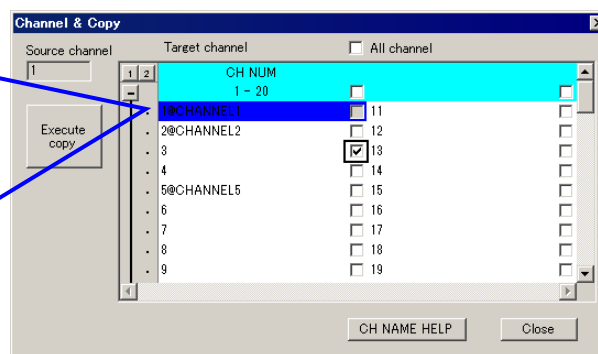 Channel & Copy
Source channel Target channel All channel
1
1 2 CH NUM
1 - 20
1@CHANNEL1 11
Execute copy
2@CHANNEL2 12
3 13
4 14
5@CHANNEL5 15
6 16
7 17
8 18
9 19
CH NAME HELP Close